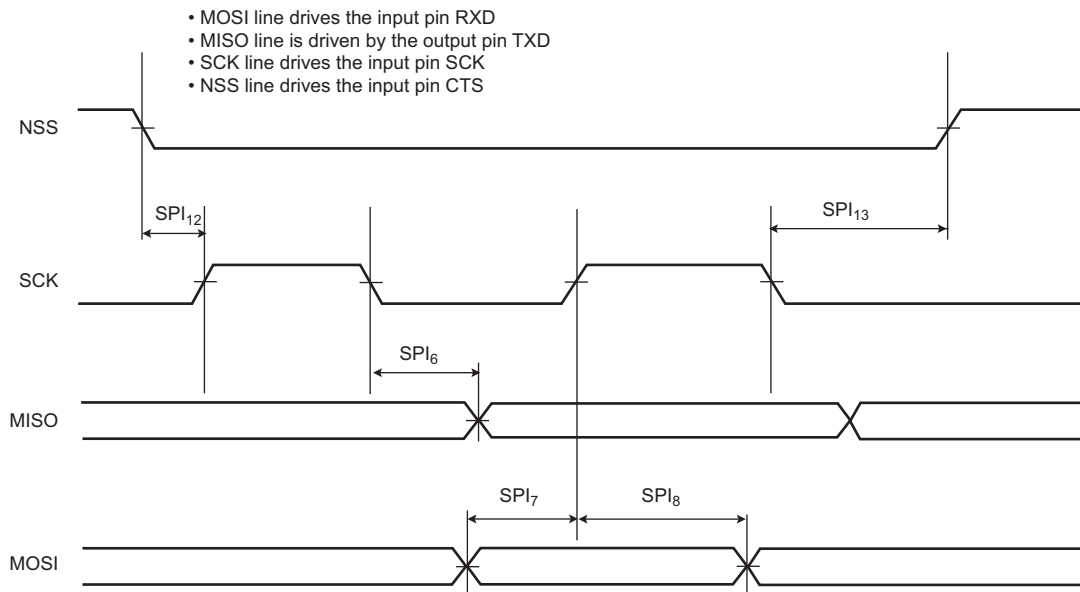 • MOSI line drives the input pin RXD
• MISO line is driven by the output pin TXD
• SCK line drives the input pin SCK
• NSS line drives the input pin CTS
NSS
SPI₁₂
SPI₁₃
SCK
SPI₆
MISO
SPI₇
SPI₈
MOSI